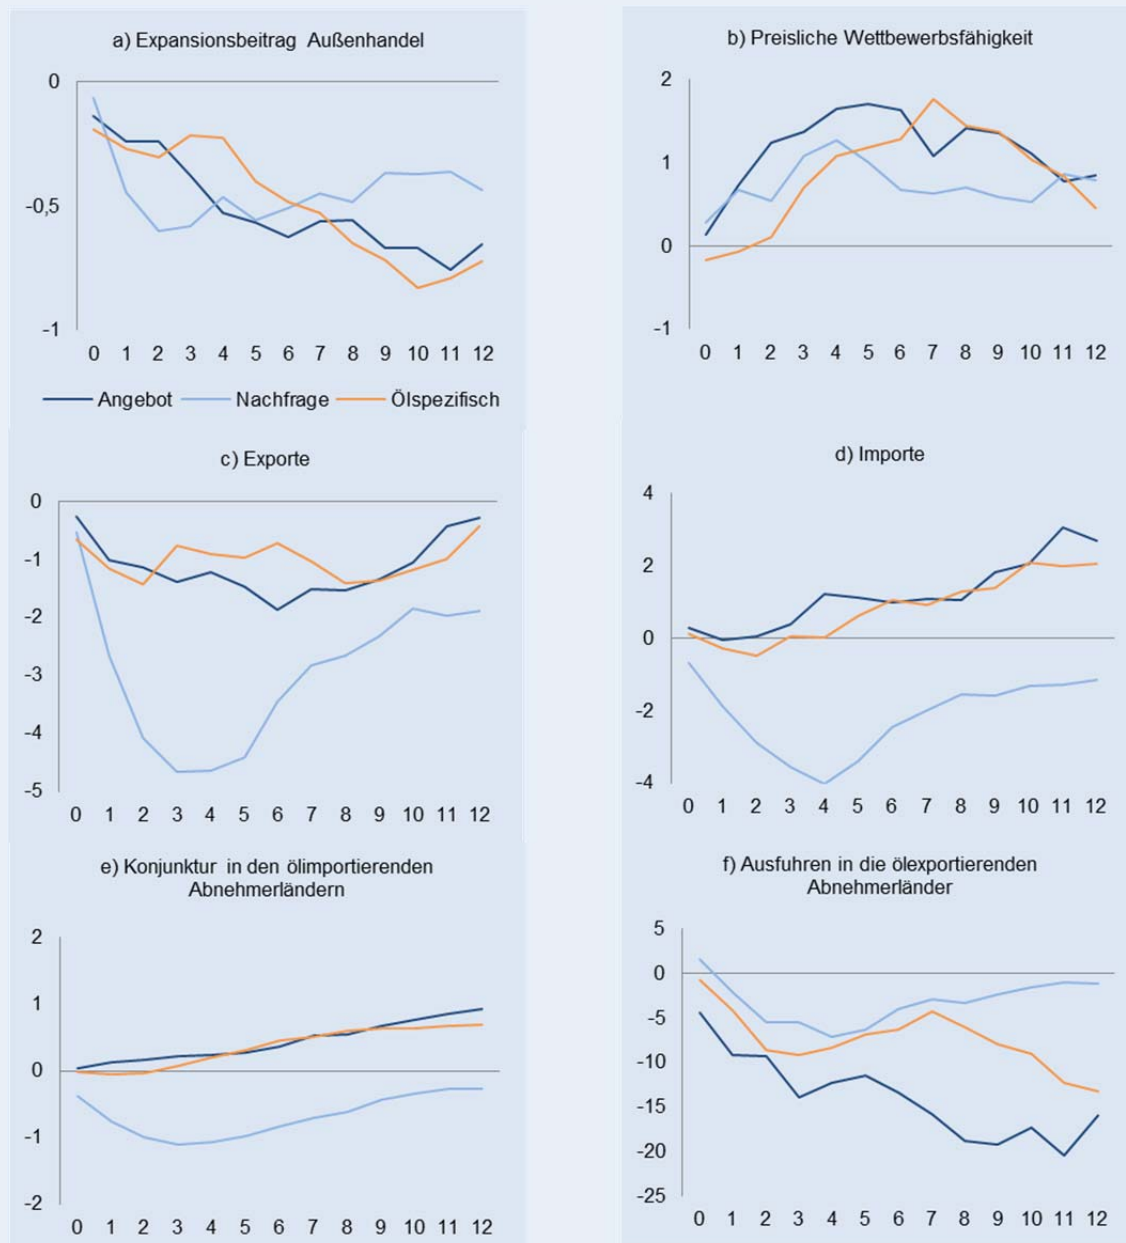 a) Expansionsbeitrag Außenhandel
0
-0,5
-1
0 1 2 3 4 5 6 7 8 9 10 11 12
Angebot Nachfrage Ölspezifisch
b) Preisliche Wettbewerbsfähigkeit
2
1
0
-1
0 1 2 3 4 5 6 7 8 9 10 11 12
c) Exporte
0
-1
-2
-3
-4
-5
0 1 2 3 4 5 6 7 8 9 10 11 12
d) Importe
4
2
0
-2
-4
0 1 2 3 4 5 6 7 8 9 10 11 12
e) Konjunktur in den ölimportierenden
Abnehmerländern
2
1
0
-1
-2
0 1 2 3 4 5 6 7 8 9 10 11 12
f) Ausfuhren in die ölexportierenden
Abnehmerländer
5
0
-5
-10
-15
-20
-25
0 1 2 3 4 5 6 7 8 9 10 11 12